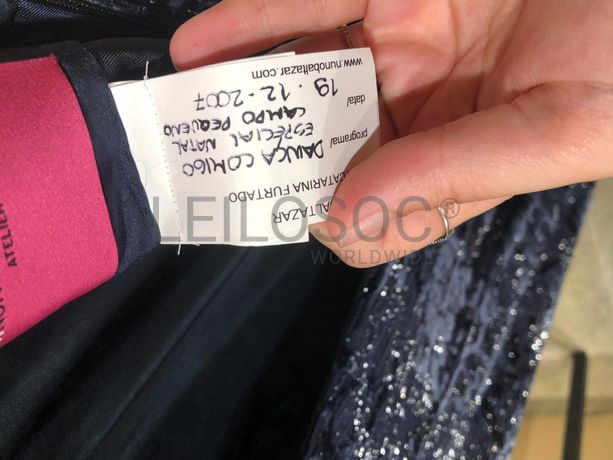 ALTAZAR
CATARINA FURTADO
programa/ DANÇA COMIGO
ESPECIAL NATAL
CAMPO PEQUENO
data/ 19.12.2007
www.nunobaltazar.com
ATELIER
LEILOSOC®
WORLDWIDE